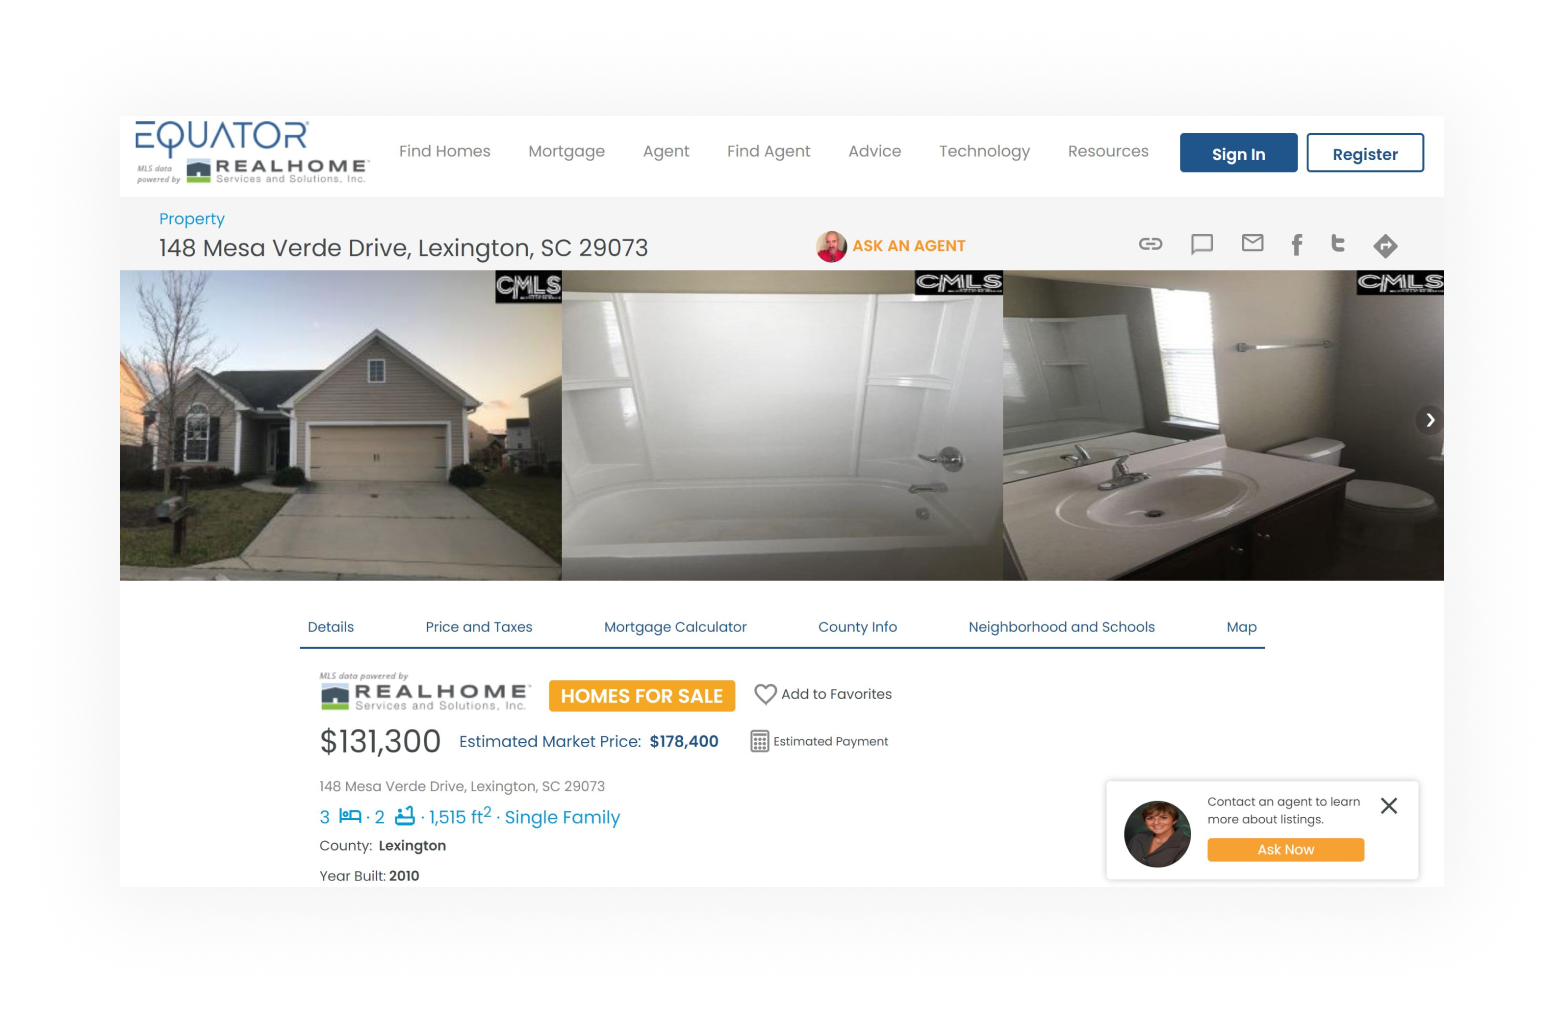 EQUATOR®
MLS data
powered by
REALHOME™
Services and Solutions, Inc.
Find Homes
Mortgage
Agent
Find Agent
Advice
Technology
Resources
Sign In
Register
Property
148 Mesa Verde Drive, Lexington, SC 29073
ASK AN AGENT
CMLS
CMLS
CMLS
Details
Price and Taxes
Mortgage Calculator
County Info
Neighborhood and Schools
Map
MLS data powered by
REALHOME™
Services and Solutions, Inc.
HOMES FOR SALE
Add to Favorites
$131,300
Estimated Market Price: $178,400
Estimated Payment
148 Mesa Verde Drive, Lexington, SC 29073
3 · 2 · 1,515 ft² · Single Family
County: Lexington
Year Built: 2010
Contact an agent to learn
more about listings.
Ask Now